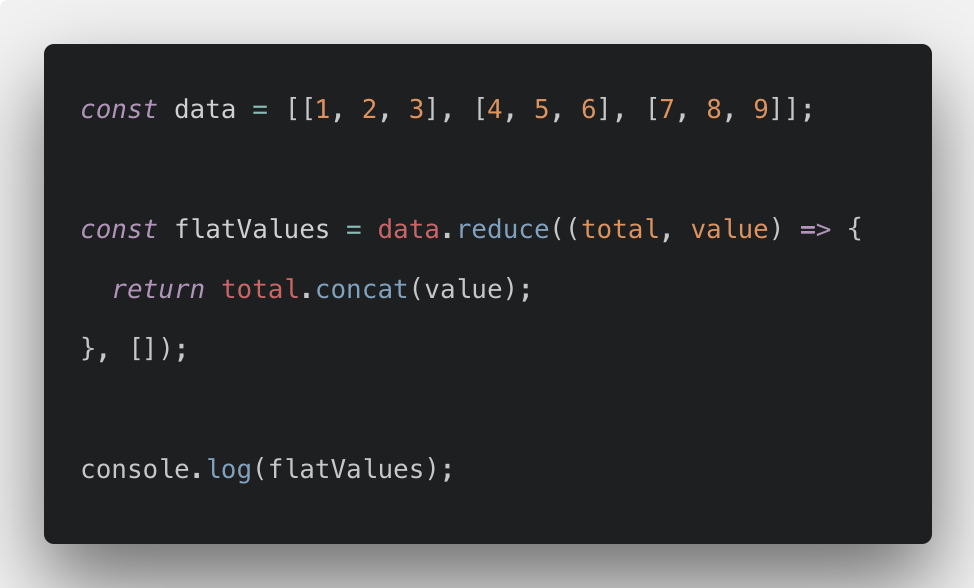 const data = [[1, 2, 3], [4, 5, 6], [7, 8, 9]];
const flatValues = data.reduce((total, value) => {
  return total.concat(value);
}, []);
console.log(flatValues);